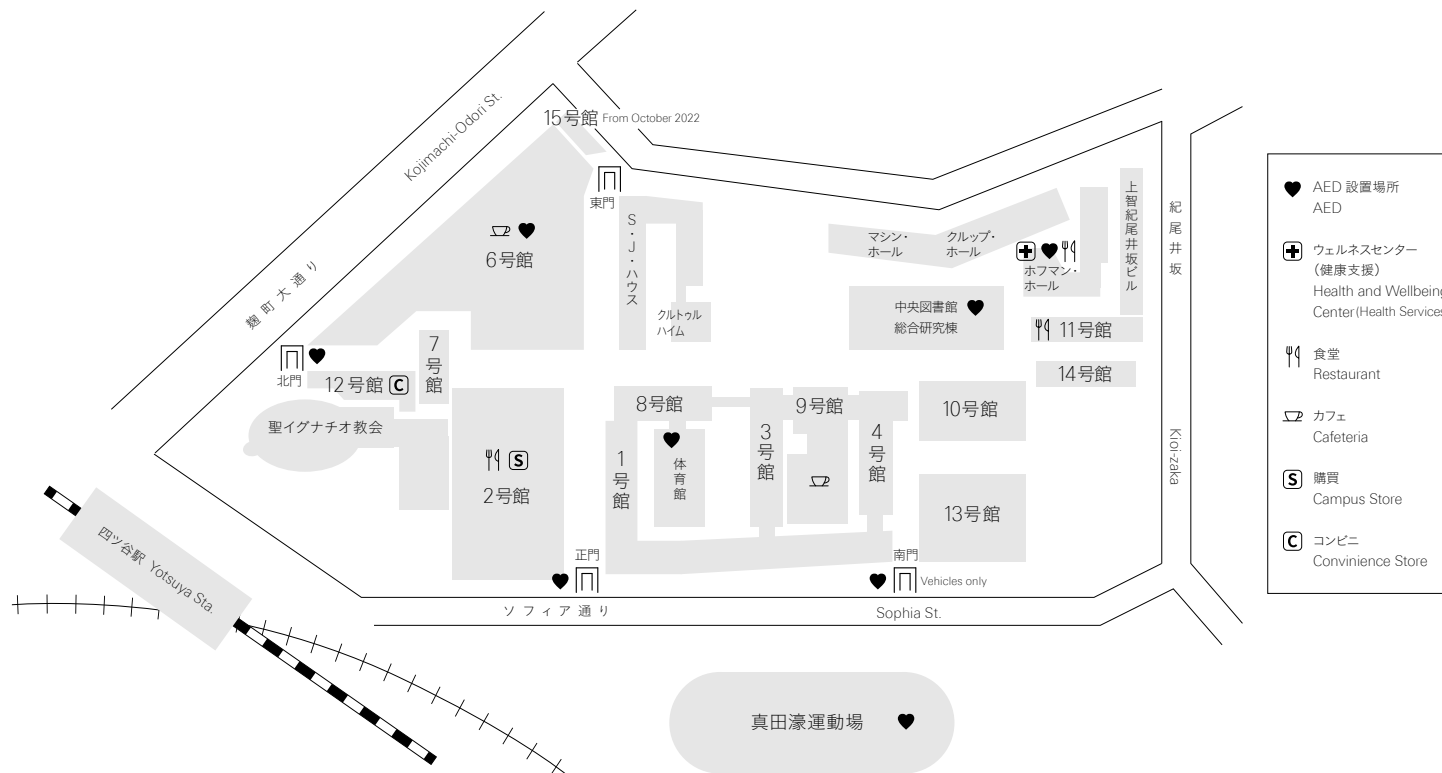 Kojimachi-Odori St.
麹町大通り
15号館 From October 2022
東門
6号館
S・J・ハウス
クルトゥル
ハイム
マシン・
ホール
クルップ・
ホール
ホフマン・
ホール
上智紀尾井坂ビル
紀尾井坂
Kioi-zaka
中央図書館
総合研究棟
11号館
14号館
北門
12号館 C
7号館
聖イグナチオ教会
S
2号館
8号館
1号館
体育館
3号館
9号館
4号館
10号館
13号館
正門
南門
Vehicles only
ソフィア通り
Sophia St.
四ツ谷駅 Yotsuya Sta.
真田濠運動場
AED 設置場所
AED
ウェルネスセンター
（健康支援）
Health and Wellbeing
Center (Health Services
食堂
Restaurant
カフェ
Cafeteria
S 購買
Campus Store
C コンビニ
Convinience Store